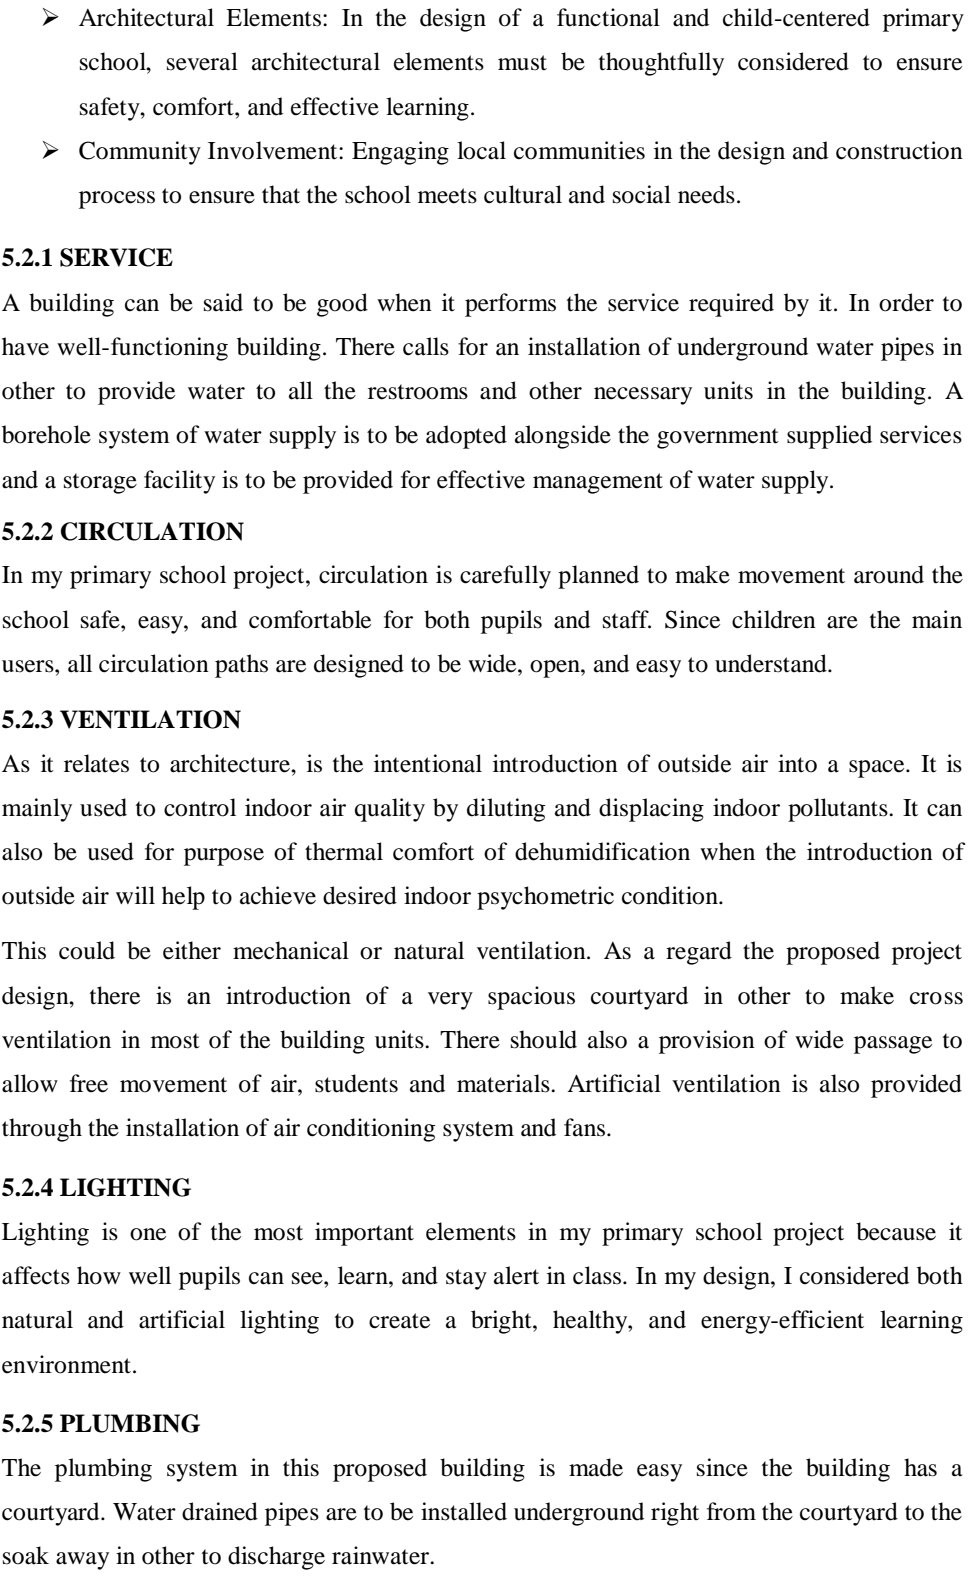 ➢ Architectural Elements: In the design of a functional and child-centered primary
school, several architectural elements must be thoughtfully considered to ensure
safety, comfort, and effective learning.
➢ Community Involvement: Engaging local communities in the design and construction
process to ensure that the school meets cultural and social needs.
5.2.1 SERVICE
A building can be said to be good when it performs the service required by it. In order to
have well-functioning building. There calls for an installation of underground water pipes in
other to provide water to all the restrooms and other necessary units in the building. A
borehole system of water supply is to be adopted alongside the government supplied services
and a storage facility is to be provided for effective management of water supply.
5.2.2 CIRCULATION
In my primary school project, circulation is carefully planned to make movement around the
school safe, easy, and comfortable for both pupils and staff. Since children are the main
users, all circulation paths are designed to be wide, open, and easy to understand.
5.2.3 VENTILATION
As it relates to architecture, is the intentional introduction of outside air into a space. It is
mainly used to control indoor air quality by diluting and displacing indoor pollutants. It can
also be used for purpose of thermal comfort of dehumidification when the introduction of
outside air will help to achieve desired indoor psychometric condition.
This could be either mechanical or natural ventilation. As a regard the proposed project
design, there is an introduction of a very spacious courtyard in other to make cross
ventilation in most of the building units. There should also a provision of wide passage to
allow free movement of air, students and materials. Artificial ventilation is also provided
through the installation of air conditioning system and fans.
5.2.4 LIGHTING
Lighting is one of the most important elements in my primary school project because it
affects how well pupils can see, learn, and stay alert in class. In my design, I considered both
natural and artificial lighting to create a bright, healthy, and energy-efficient learning
environment.
5.2.5 PLUMBING
The plumbing system in this proposed building is made easy since the building has a
courtyard. Water drained pipes are to be installed underground right from the courtyard to the
soak away in other to discharge rainwater.